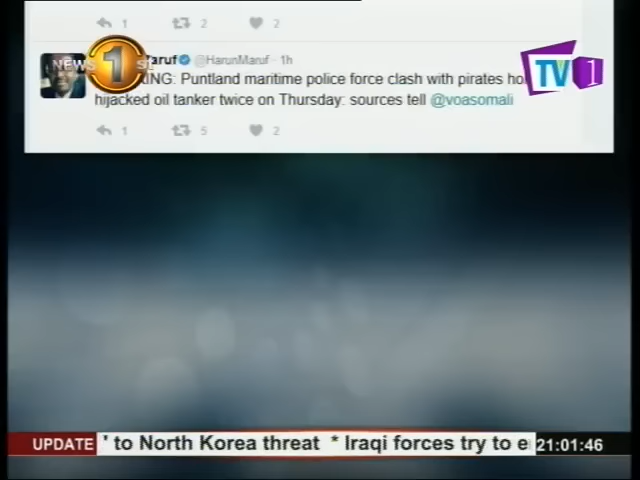 1 2 2
NEWS 1ST
TV 1
aruf @HarunMaruf · 1h
ING: Puntland maritime police force clash with pirates ho
hijacked oil tanker twice on Thursday: sources tell @voasomali
1 5 2
UPDATE ' to North Korea threat * Iraqi forces try to e 21:01:46